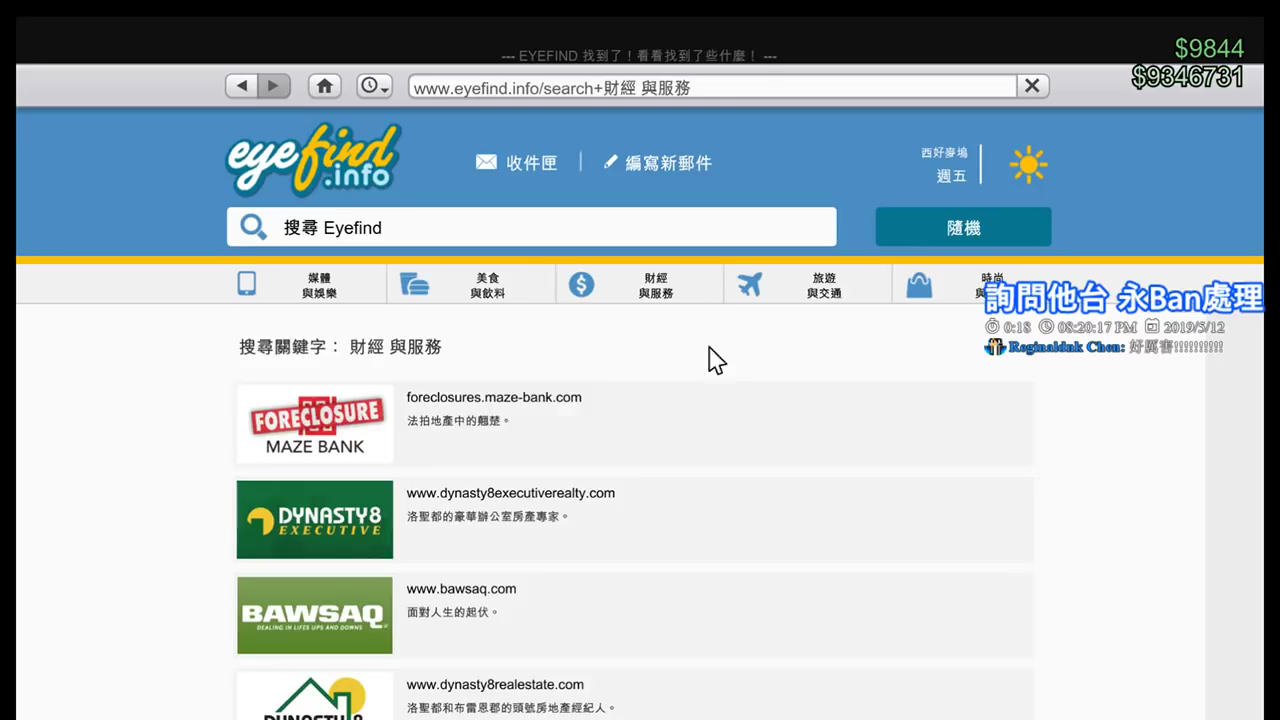 --- EYEFIND 找到了！看看找到了些什麼！ ---
$9844
$9346731
www.eyefind.info/search+財經 與服務
eyefind.info
收件匣
編寫新郵件
西好麥塢
週五
搜尋 Eyefind
隨機
媒體
與娛樂
美食
與飲料
財經
與服務
旅遊
與交通
時尚
詢問他台 永Ban處理
0:18 08:20:17 PM 2019/5/12
Reginaldnk Chen: 好厲害!!!!!!!!!!
搜尋關鍵字： 財經 與服務
FORECLOSURE
MAZE BANK
foreclosures.maze-bank.com
法拍地產中的翹楚。
DYNASTY8
EXECUTIVE
www.dynasty8executiverealty.com
洛聖都的豪華辦公室房產專家。
BAWSAQ
DEALING IN LIFES UPS AND DOWNS
www.bawsaq.com
面對人生的起伏。
DYNASTY 8
www.dynasty8realestate.com
洛聖都和布雷恩郡的頭號房地產經紀人。